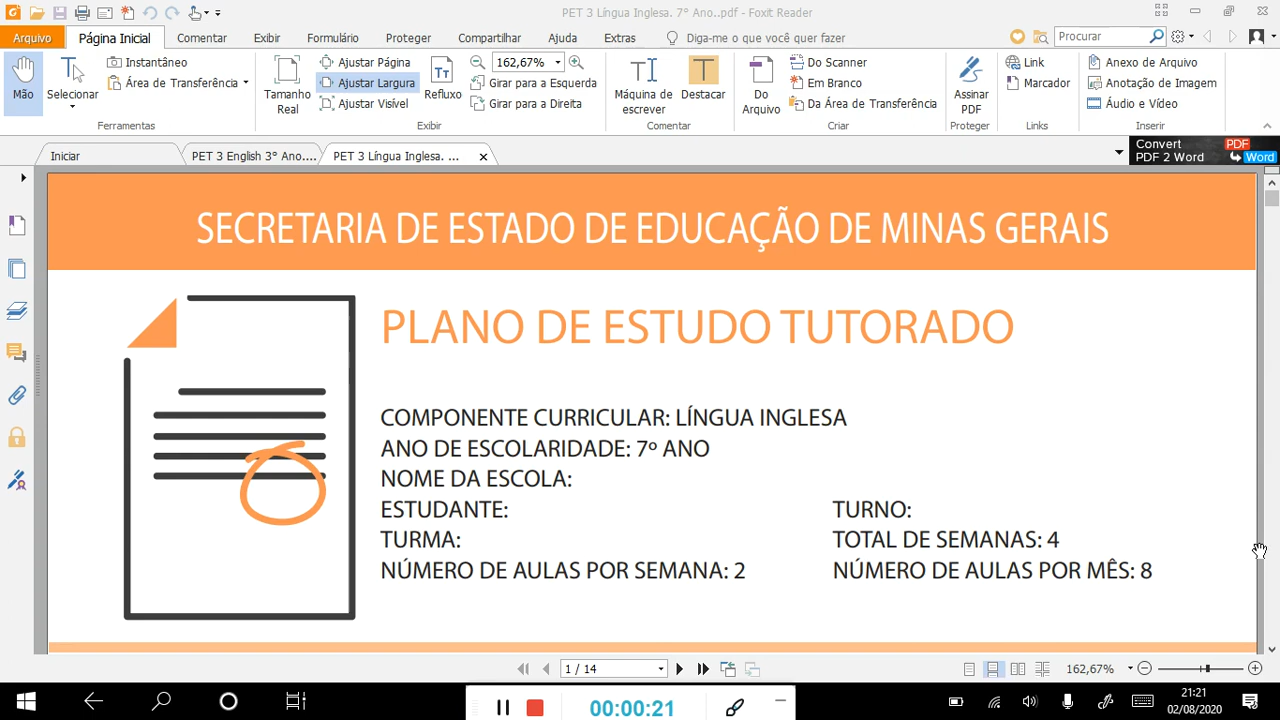 PET 3 Língua Inglesa. 7° Ano..pdf - Foxit Reader
Arquivo Página Inicial Comentar Exibir Formulário Proteger Compartilhar Ajuda Extras Diga-me o que você quer fazer Procurar
Mão
Selecionar
Instantâneo
Área de Transferência
Ferramentas
Tamanho Real
Ajustar Página
Ajustar Largura
Ajustar Visível
Refluxo
162,67%
Girar para a Esquerda
Girar para a Direita
Exibir
Máquina de escrever
Destacar
Comentar
Do Arquivo
Do Scanner
Em Branco
Da Área de Transferência
Criar
Assinar PDF
Proteger
Link
Marcador
Links
Anexo de Arquivo
Anotação de Imagem
Áudio e Vídeo
Inserir
Iniciar PET 3 English 3° Ano.... PET 3 Língua Inglesa. ...
Convert PDF
PDF 2 Word Word
SECRETARIA DE ESTADO DE EDUCAÇÃO DE MINAS GERAIS
PLANO DE ESTUDO TUTORADO
COMPONENTE CURRICULAR: LÍNGUA INGLESA
ANO DE ESCOLARIDADE: 7º ANO
NOME DA ESCOLA:
ESTUDANTE: TURNO:
TURMA: TOTAL DE SEMANAS: 4
NÚMERO DE AULAS POR SEMANA: 2 NÚMERO DE AULAS POR MÊS: 8
1 / 14 162,67%
00:00:21
21:21
02/08/2020